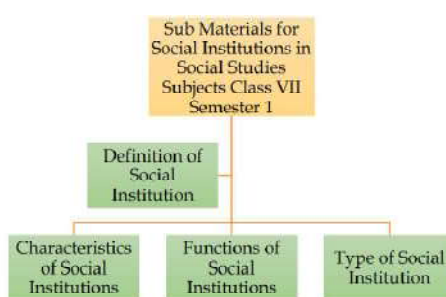 Sub Materials for
Social Institutions in
Social Studies
Subjects Class VII
Semester 1
Definition of
Social
Institution
Characteristics
of Social
Institutions
Functions of
Social
Institutions
Type of Social
Institution